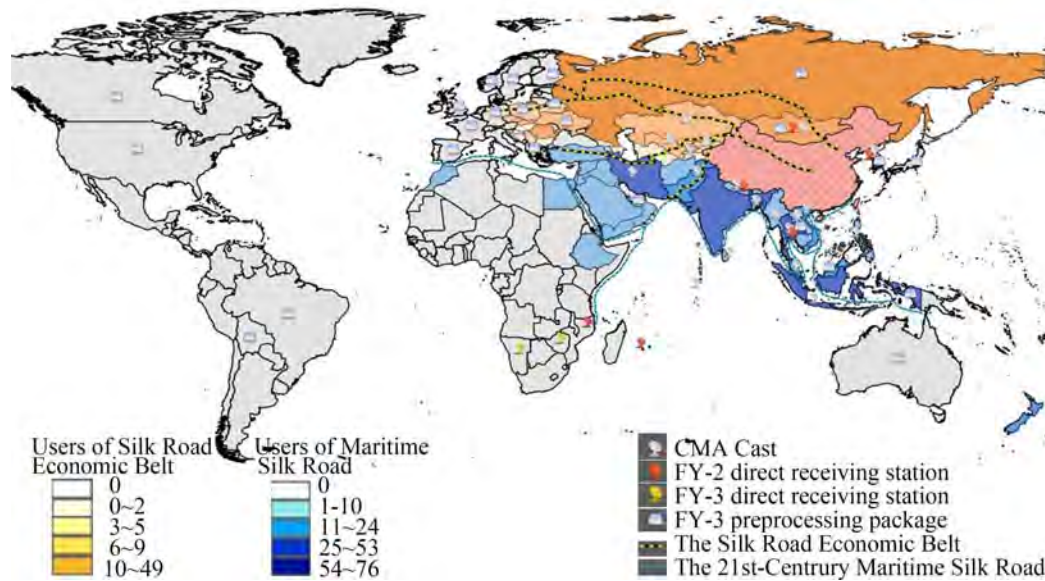 Users of Silk Road
Economic Belt
0
0~2
3~5
6~9
10~49
Users of Maritime
Silk Road
0
1-10
11~24
25~53
54~76
CMA Cast
FY-2 direct receiving station
FY-3 direct receiving station
FY-3 preprocessing package
The Silk Road Economic Belt
The 21st-Centrury Maritime Silk Road